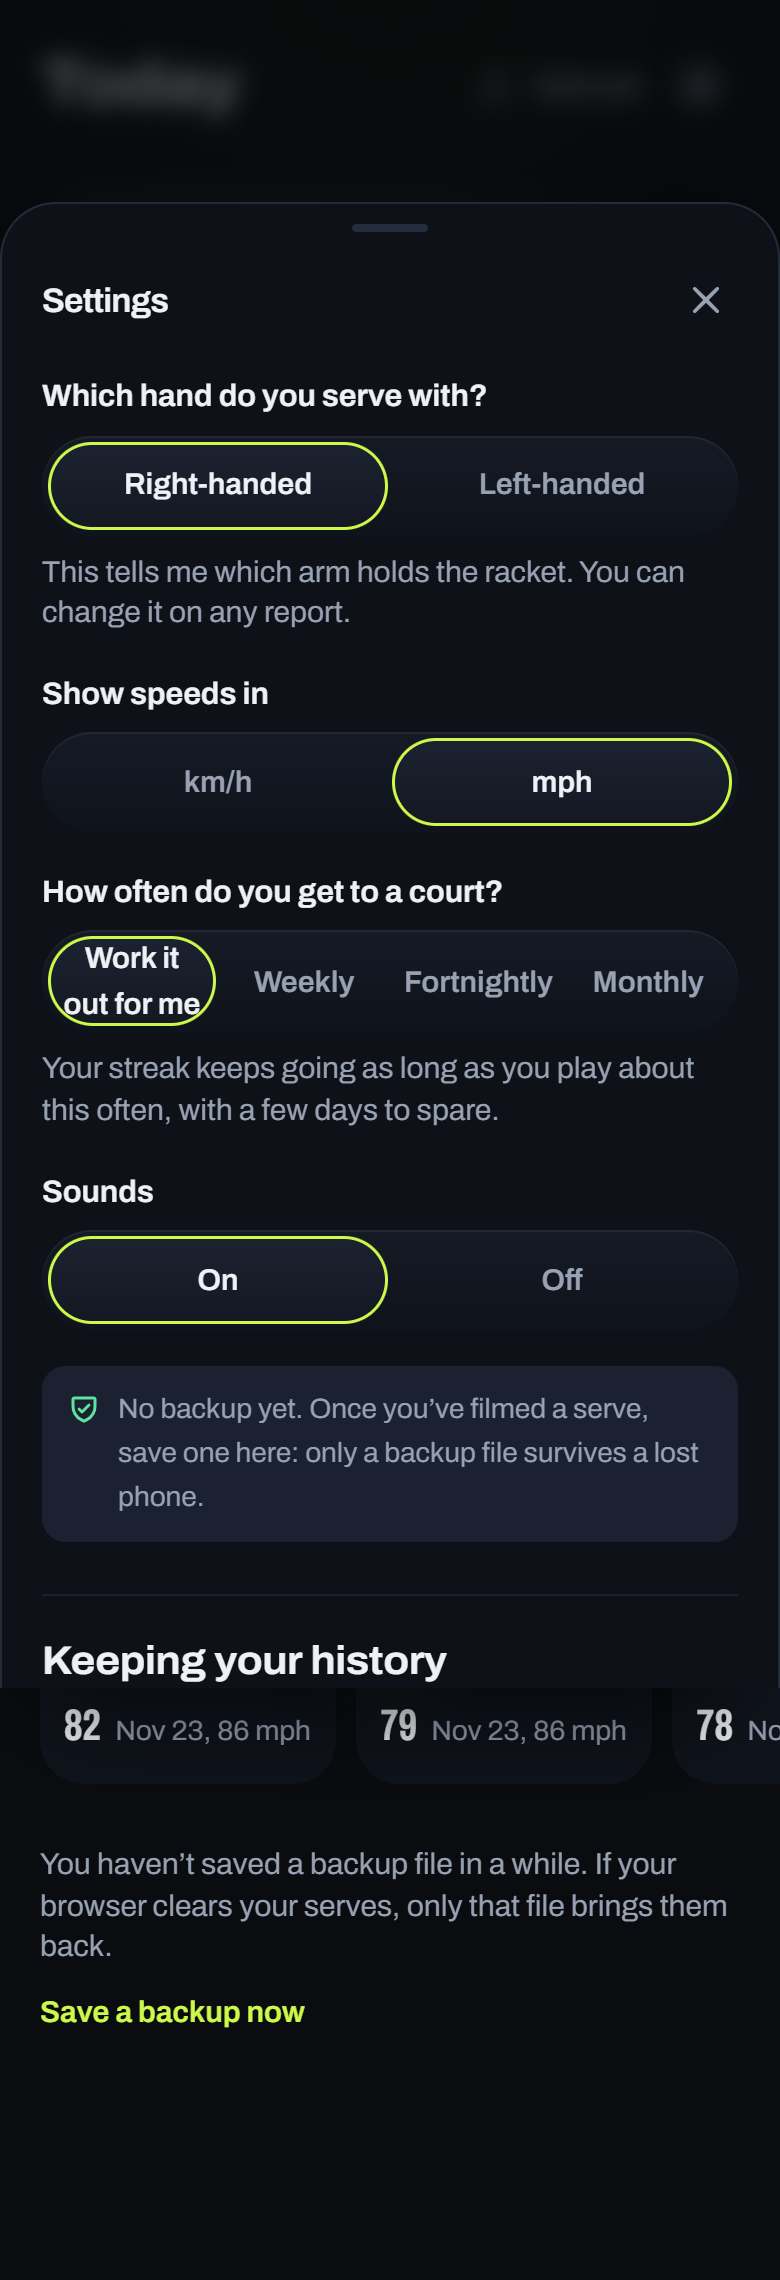 Today
Settings
Which hand do you serve with?
Right-handed
Left-handed
This tells me which arm holds the racket. You can
change it on any report.
Show speeds in
km/h
mph
How often do you get to a court?
Work it
out for me
Weekly
Fortnightly
Monthly
Your streak keeps going as long as you play about
this often, with a few days to spare.
Sounds
On
Off
No backup yet. Once you’ve filmed a serve,
save one here: only a backup file survives a lost
phone.
Keeping your history
82 Nov 23, 86 mph
79 Nov 23, 86 mph
78
You haven’t saved a backup file in a while. If your
browser clears your serves, only that file brings them
back.
Save a backup now